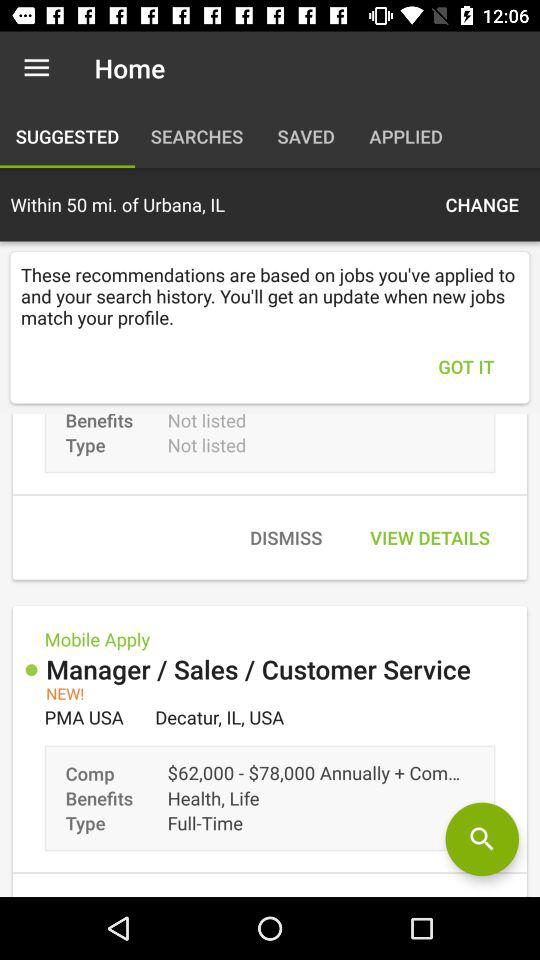 12:06
Home
SUGGESTED SEARCHES SAVED APPLIED
Within 50 mi. of Urbana, IL CHANGE
These recommendations are based on jobs you've applied to
and your search history. You'll get an update when new jobs
match your profile.
GOT IT
Benefits Not listed
Type Not listed
DISMISS VIEW DETAILS
Mobile Apply
Manager / Sales / Customer Service
NEW!
PMA USA Decatur, IL, USA
Comp $62,000 - $78,000 Annually + Com...
Benefits Health, Life
Type Full-Time